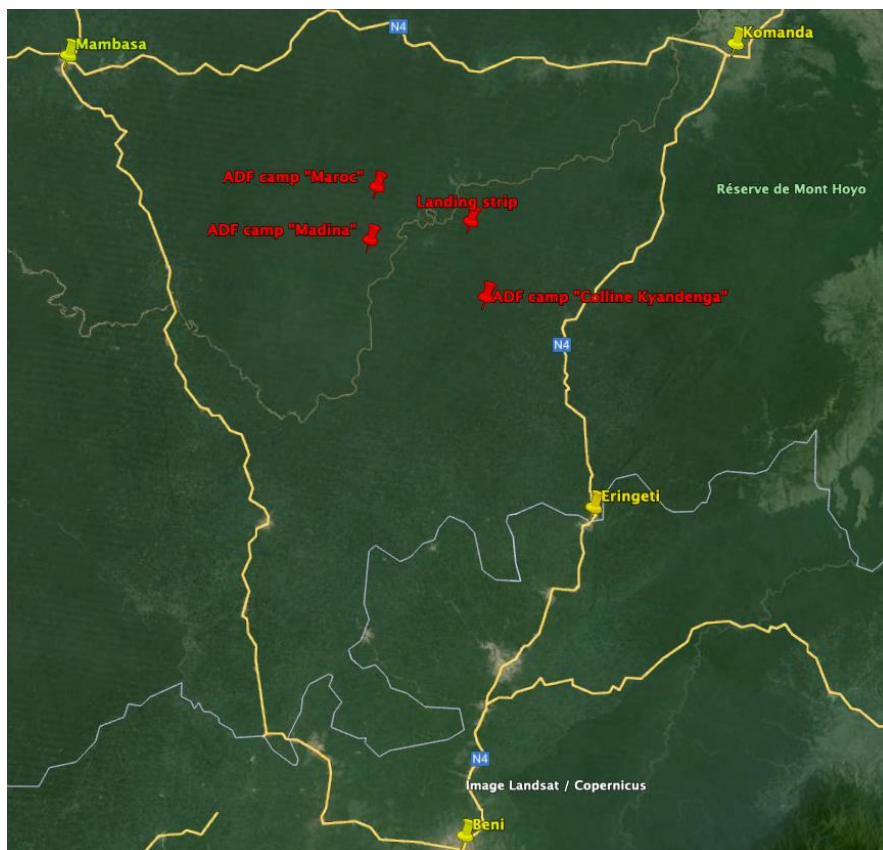 N4
Komanda
Mambasa
ADF camp "Maroc"
Réserve de Mont Hoyo
Landing strip
ADF camp "Madina"
ADF camp "Colline Kyandenga"
N4
Eringeti
N4
Image Landsat / Copernicus
Beni